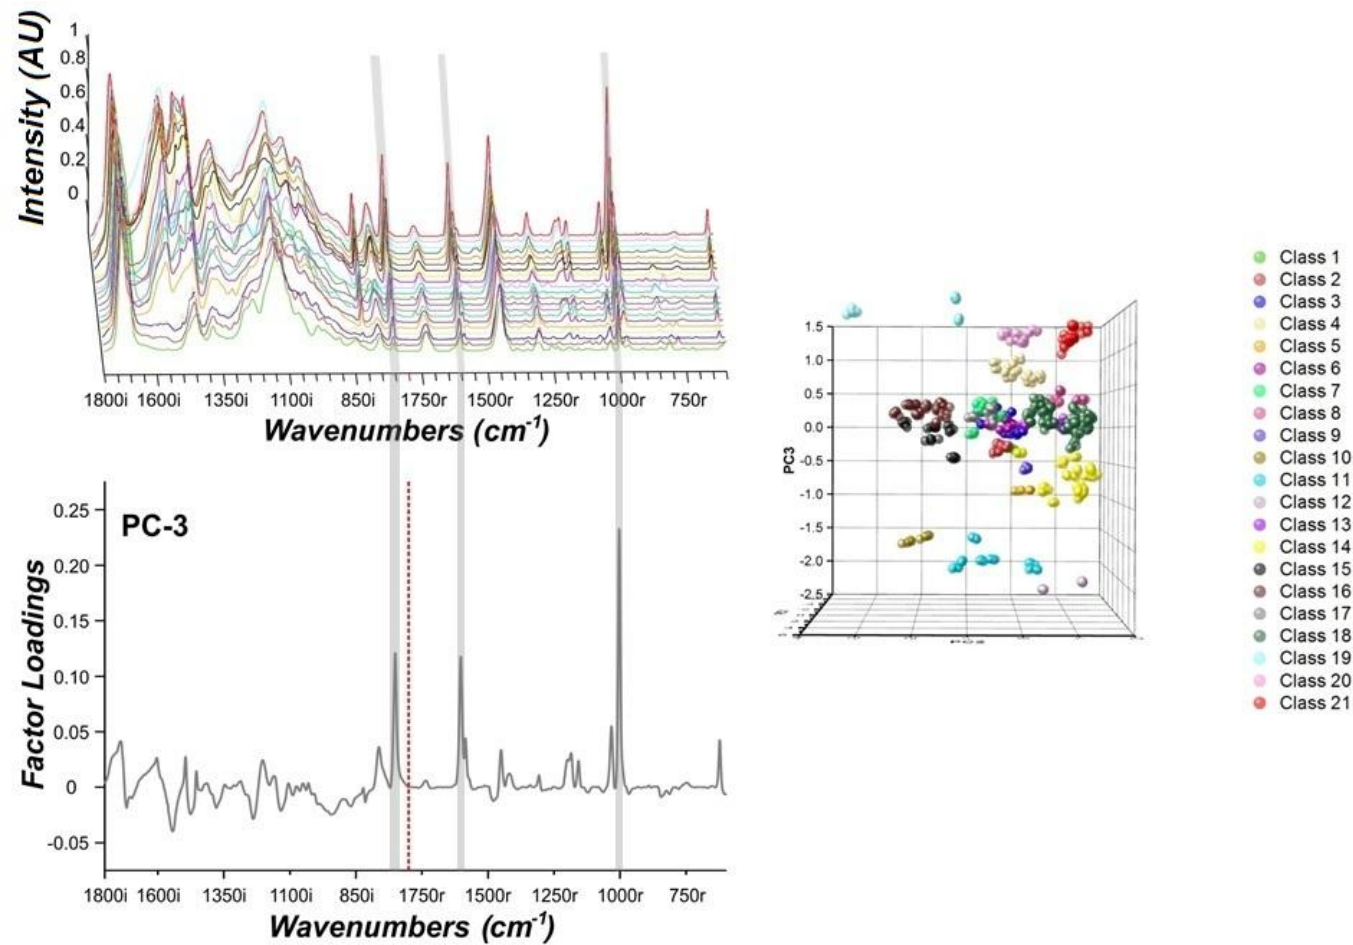 Intensity (AU)
1
0.8
0.6
0.4
0.2
0
1800i 1600i 1350i 1100i 850i 1750r 1500r 1250r 1000r 750r
Wavenumbers (cm-1)
PC-3
Factor Loadings
0.25
0.20
0.15
0.10
0.05
0
-0.05
1800i 1600i 1350i 1100i 850i 1750r 1500r 1250r 1000r 750r
Wavenumbers (cm-1)
PC3
1.5
1.0
0.5
0.0
-0.5
-1.0
-1.5
-2.0
-2.5
Class 1
Class 2
Class 3
Class 4
Class 5
Class 6
Class 7
Class 8
Class 9
Class 10
Class 11
Class 12
Class 13
Class 14
Class 15
Class 16
Class 17
Class 18
Class 19
Class 20
Class 21